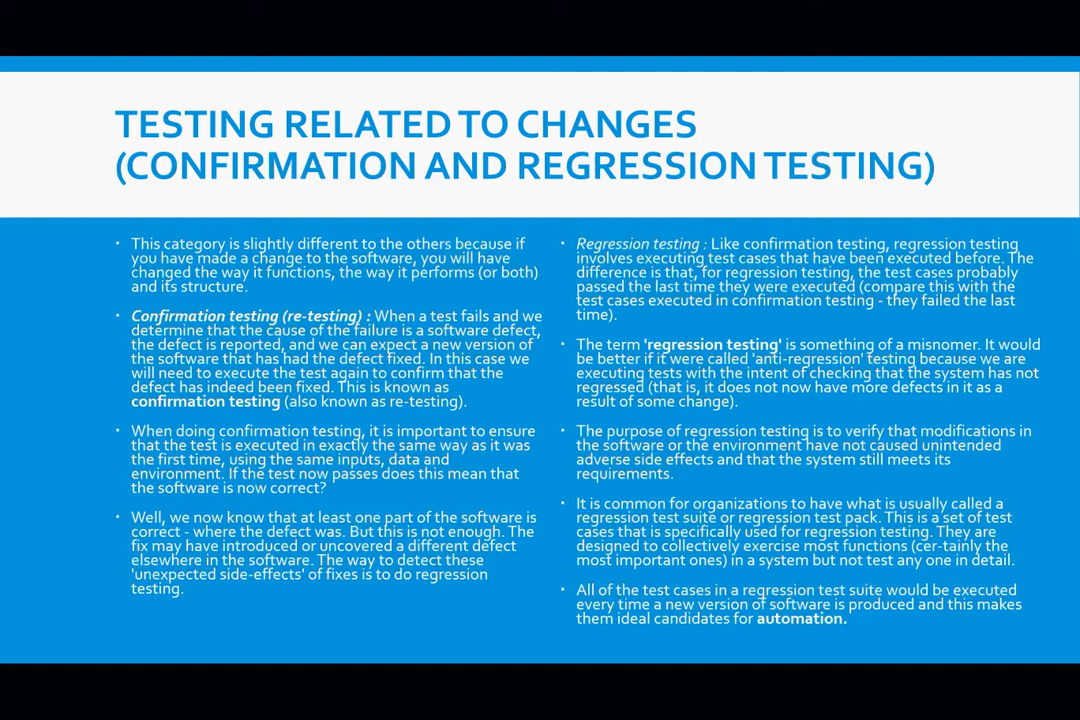 TESTING RELATED TO CHANGES
(CONFIRMATION AND REGRESSION TESTING)
• This category is slightly different to the others because if
you have made a change to the software, you will have
changed the way it functions, the way it performs (or both)
and its structure.
• Confirmation testing (re-testing) : When a test fails and we
determine that the cause of the failure is a software defect,
the defect is reported, and we can expect a new version of
the software that has had the defect fixed. In this case we
will need to execute the test again to confirm that the
defect has indeed been fixed. This is known as
confirmation testing (also known as re-testing).
• When doing confirmation testing, it is important to ensure
that the test is executed in exactly the same way as it was
the first time, using the same inputs, data and
environment. If the test now passes does this mean that
the software is now correct?
• Well, we now know that at least one part of the software is
correct - where the defect was. But this is not enough. The
fix may have introduced or uncovered a different defect
elsewhere in the software. The way to detect these
'unexpected side-effects' of fixes is to do regression
testing.
• Regression testing : Like confirmation testing, regression testing
involves executing test cases that have been executed before. The
difference is that, for regression testing, the test cases probably
passed the last time they were executed (compare this with the
test cases executed in confirmation testing - they failed the last
time).
• The term 'regression testing' is something of a misnomer. It would
be better if it were called 'anti-regression' testing because we are
executing tests with the intent of checking that the system has not
regressed (that is, it does not now have more defects in it as a
result of some change).
• The purpose of regression testing is to verify that modifications in
the software or the environment have not caused unintended
adverse side effects and that the system still meets its
requirements.
• It is common for organizations to have what is usually called a
regression test suite or regression test pack. This is a set of test
cases that is specifically used for regression testing. They are
designed to collectively exercise most functions (cer-tainly the
most important ones) in a system but not test any one in detail.
• All of the test cases in a regression test suite would be executed
every time a new version of software is produced and this makes
them ideal candidates for automation.